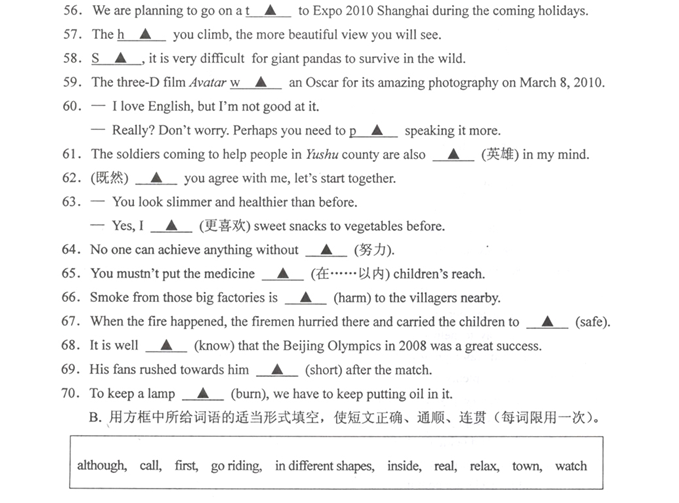 56. We are planning to go on a t ▲ to Expo 2010 Shanghai during the coming holidays.
57. The h ▲ you climb, the more beautiful view you will see.
58. S ▲ , it is very difficult for giant pandas to survive in the wild.
59. The three-D film Avatar w ▲ an Oscar for its amazing photography on March 8, 2010.
60. — I love English, but I'm not good at it.
— Really? Don't worry. Perhaps you need to p ▲ speaking it more.
61. The soldiers coming to help people in Yushu county are also ▲ (英雄) in my mind.
62. (既然) ▲ you agree with me, let's start together.
63. — You look slimmer and healthier than before.
— Yes, I ▲ (更喜欢) sweet snacks to vegetables before.
64. No one can achieve anything without ▲ (努力).
65. You mustn't put the medicine ▲ (在……以内) children's reach.
66. Smoke from those big factories is ▲ (harm) to the villagers nearby.
67. When the fire happened, the firemen hurried there and carried the children to ▲ (safe).
68. It is well ▲ (know) that the Beijing Olympics in 2008 was a great success.
69. His fans rushed towards him ▲ (short) after the match.
70. To keep a lamp ▲ (burn), we have to keep putting oil in it.
B. 用方框中所给词语的适当形式填空，使短文正确、通顺、连贯（每词限用一次）。
although, call, first, go riding, in different shapes, inside, real, relax, town, watch